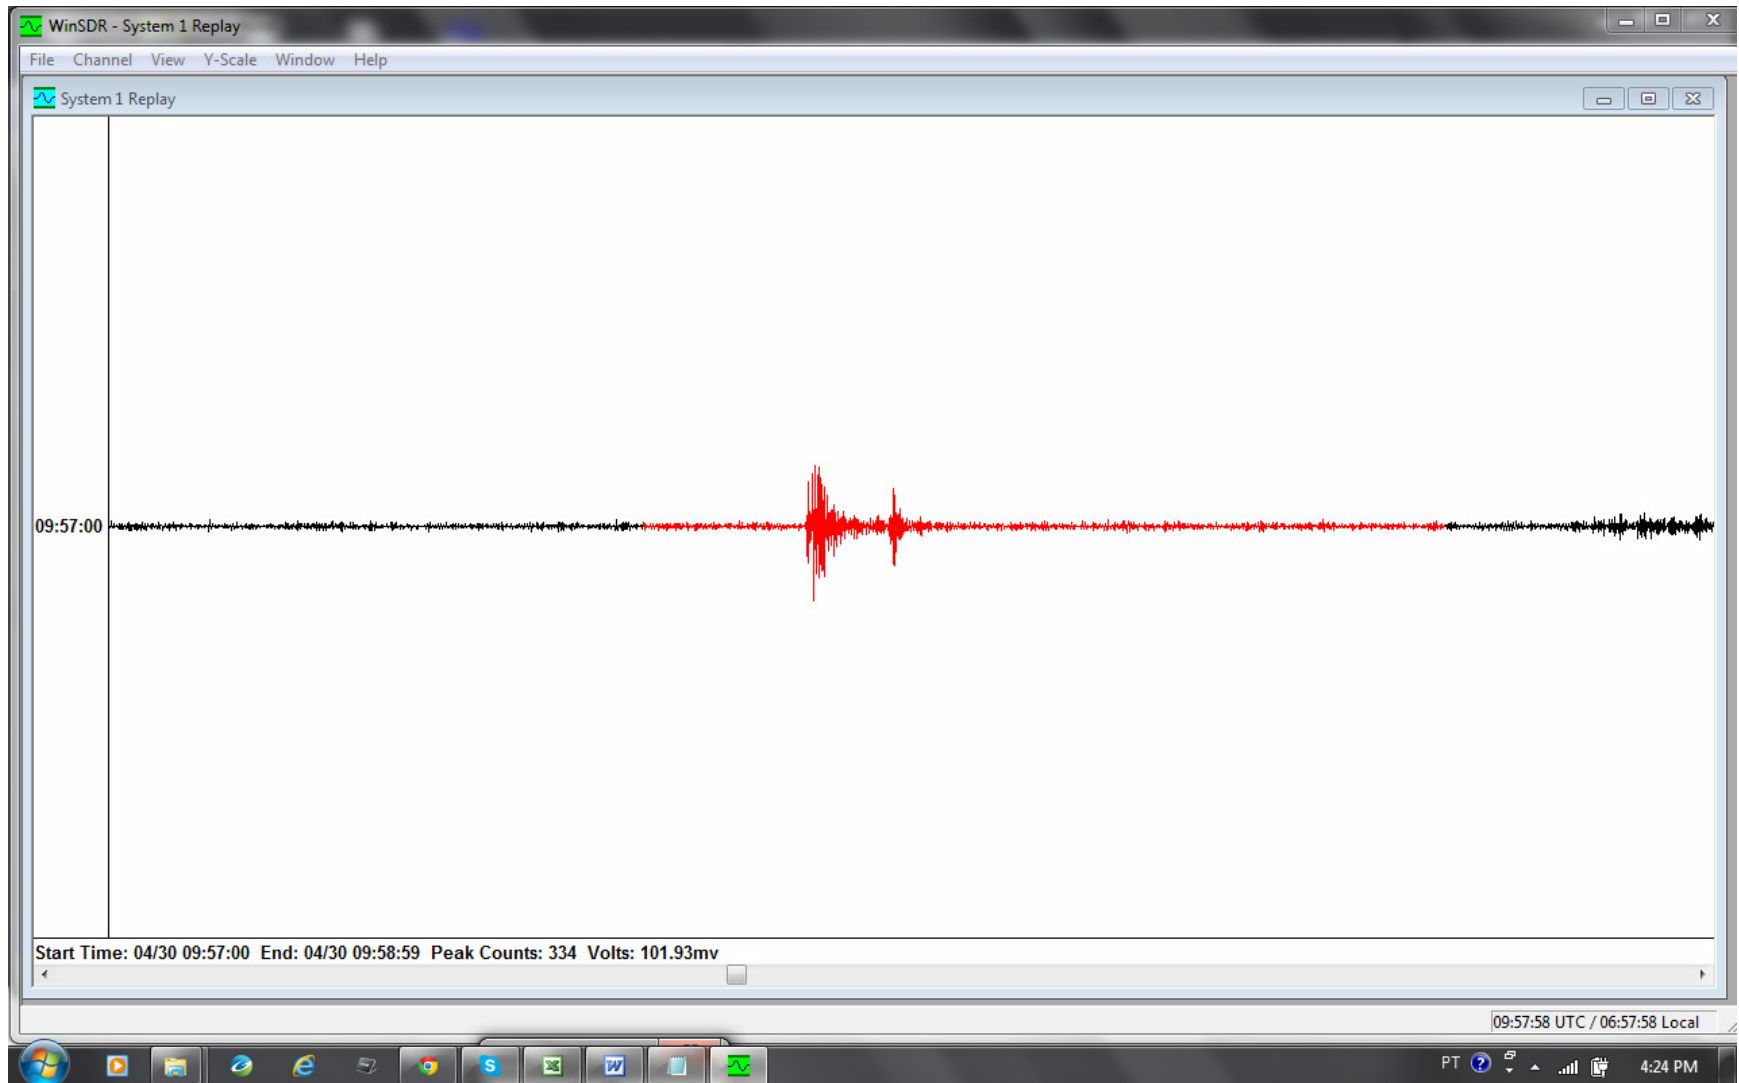 WinSDR - System 1 Replay
File Channel View Y-Scale Window Help
System 1 Replay
09:57:00
Start Time: 04/30 09:57:00 End: 04/30 09:58:59 Peak Counts: 334 Volts: 101.93mv
09:57:58 UTC / 06:57:58 Local
PT 4:24 PM